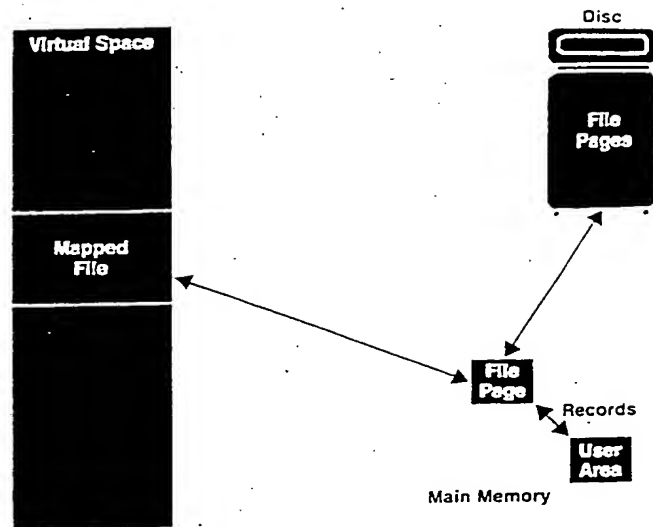 Disc
Virtual Space
File
Pages
Mapped
File
File
Page
Records
User
Area
Main Memory